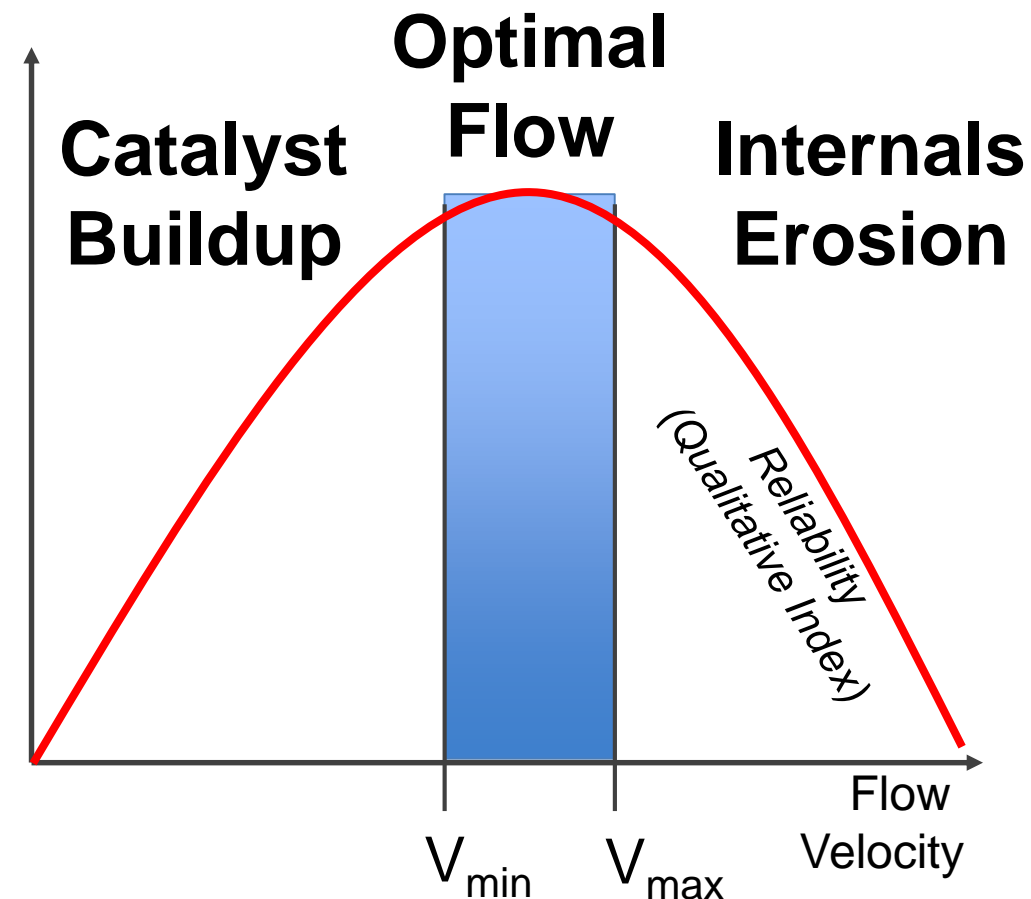 Optimal
Flow
Catalyst
Buildup
Internals
Erosion
Reliability
(Qualitative Index)
Flow
Velocity
Vmin
Vmax